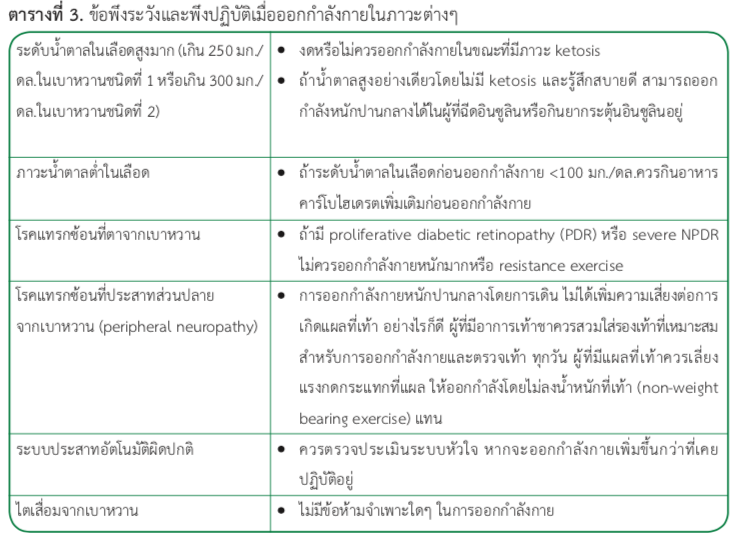 ตารางที่ 3. ข้อพึงระวังและพึงปฏิบัติเมื่อออกกำลังกายในภาวะต่างๆ
ระดับน้ำตาลในเลือดสูงมาก (เกิน 250 มก./
ดล.ในเบาหวานชนิดที่ 1 หรือเกิน 300 มก./
ดล.ในเบาหวานชนิดที่ 2)
● งดหรือไม่ควรออกกำลังกายในขณะที่มีภาวะ ketosis
● ถ้าน้ำตาลสูงอย่างเดียวโดยไม่มี ketosis และรู้สึกสบายดี สามารถออก
กำลังหนักปานกลางได้ในผู้ที่ฉีดอินซูลินหรือกินยากระตุ้นอินซูลินอยู่
ภาวะน้ำตาลต่ำในเลือด
● ถ้าระดับน้ำตาลในเลือดก่อนออกกำลังกาย <100 มก./ดล.ควรกินอาหาร
คาร์โบไฮเดรตเพิ่มเติมก่อนออกกำลังกาย
โรคแทรกซ้อนที่ตาจากเบาหวาน
● ถ้ามี proliferative diabetic retinopathy (PDR) หรือ severe NPDR
ไม่ควรออกกำลังกายหนักมากหรือ resistance exercise
โรคแทรกซ้อนที่ประสาทส่วนปลาย
จากเบาหวาน (peripheral neuropathy)
● การออกกำลังกายหนักปานกลางโดยการเดิน ไม่ได้เพิ่มความเสี่ยงต่อการ
เกิดแผลที่เท้า อย่างไรก็ดี ผู้ที่มีอาการเท้าชาควรสวมใส่รองเท้าที่เหมาะสม
สำหรับการออกกำลังกายและตรวจเท้า ทุกวัน ผู้ที่มีแผลที่เท้าควรเลี่ยง
แรงกดกระแทกที่แผล ให้ออกกำลังโดยไม่ลงน้ำหนักที่เท้า (non-weight
bearing exercise) แทน
ระบบประสาทอัตโนมัติผิดปกติ
● ควรตรวจประเมินระบบหัวใจ หากจะออกกำลังกายเพิ่มขึ้นกว่าที่เคย
ปฏิบัติอยู่
ไตเสื่อมจากเบาหวาน
● ไม่มีข้อห้ามจำเพาะใดๆ ในการออกกำลังกาย